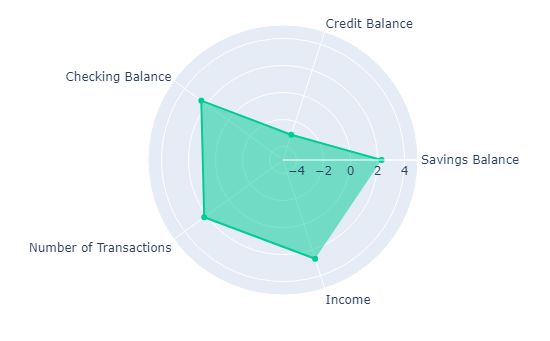 Credit Balance
Checking Balance
Savings Balance
−4 −2 0 2 4
Number of Transactions
Income